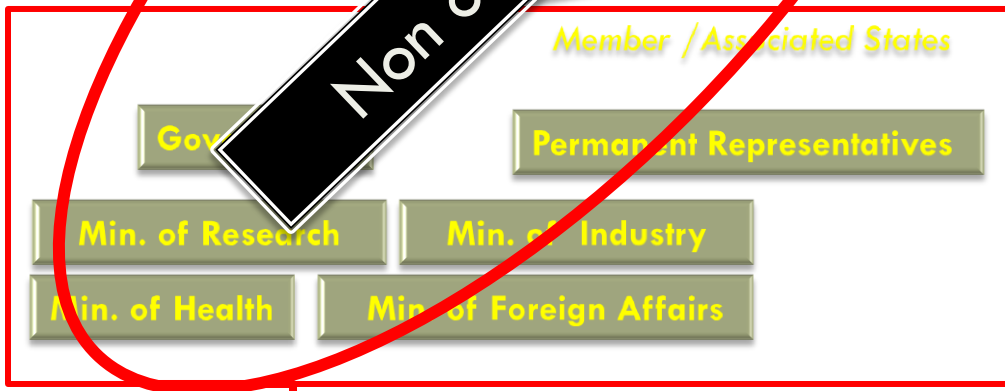 Member /Associated States
Non
Permanent Representatives
Min. of Research
Min. of Industry
Min. of Health
Min. of Foreign Affairs